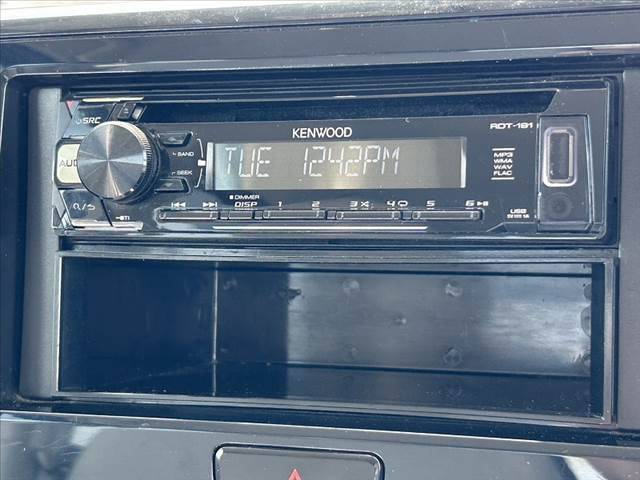 SRC
KENWOOD
RDT-191
BAND
SEEK
AUD
TUE 1242PM
MP3
WMA
WAV
FLAC
DIMMER
DISP 1 2 3 4 5 6
USB